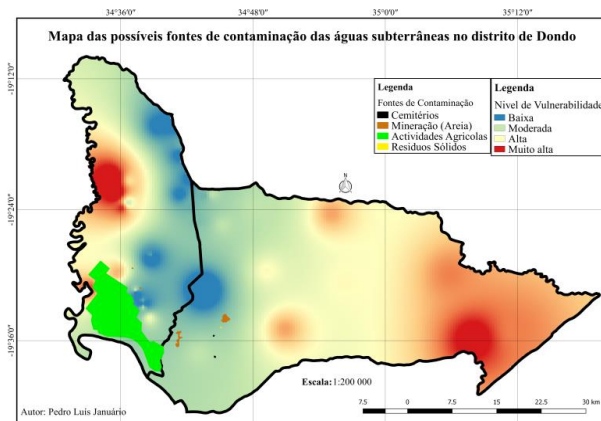 34°36'0"
34°48'0"
35°0'0"
35°12'0"
Mapa das possíveis fontes de contaminação das águas subterrâneas no distrito de Dondo
-19°12'0"
-19°24'0"
-19°36'0"
Legenda
Fontes de Contaminação
Cemitérios
Mineração (Areia)
Actividades Agricolas
Residuos Sólidos
Legenda
Nivel de Vulnerabilidade
Baixa
Moderada
Alta
Muito alta
N
Escala:1:200 000
Autor: Pedro Luís Januário
7.5 0 7.5 15 22.5 30 km